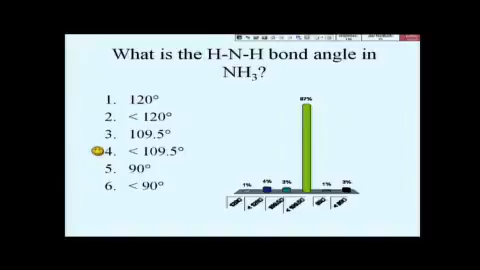 What is the H-N-H bond angle in
NH₃?
1. 120°
2. < 120°
3. 109.5°
4. < 109.5°
5. 90°
6. < 90°
1%
4%
3%
87%
1%
3%